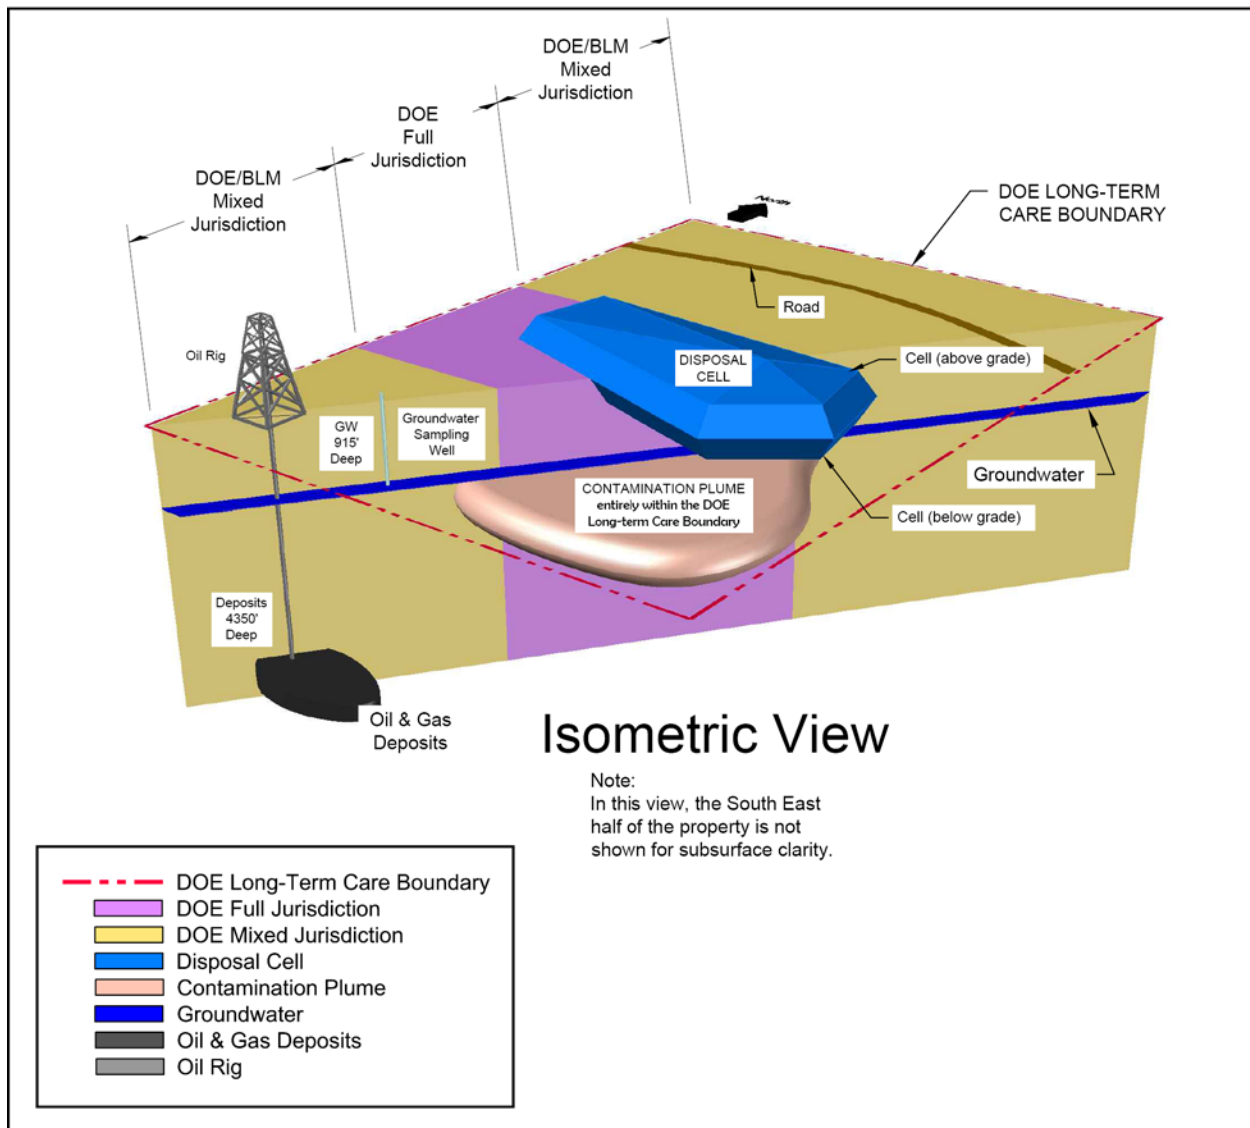 DOE/BLM
Mixed
Jurisdiction
DOE
Full
Jurisdiction
DOE/BLM
Mixed
Jurisdiction
North
DOE LONG-TERM
CARE BOUNDARY
Road
Oil Rig
DISPOSAL
CELL
Cell (above grade)
GW
915'
Deep
Groundwater
Sampling
Well
Groundwater
CONTAMINATION PLUME
entirely within the DOE
Long-term Care Boundary
Cell (below grade)
Deposits
4350'
Deep
Oil & Gas
Deposits
Isometric View
Note:
In this view, the South East
half of the property is not
shown for subsurface clarity.
DOE Long-Term Care Boundary
DOE Full Jurisdiction
DOE Mixed Jurisdiction
Disposal Cell
Contamination Plume
Groundwater
Oil & Gas Deposits
Oil Rig